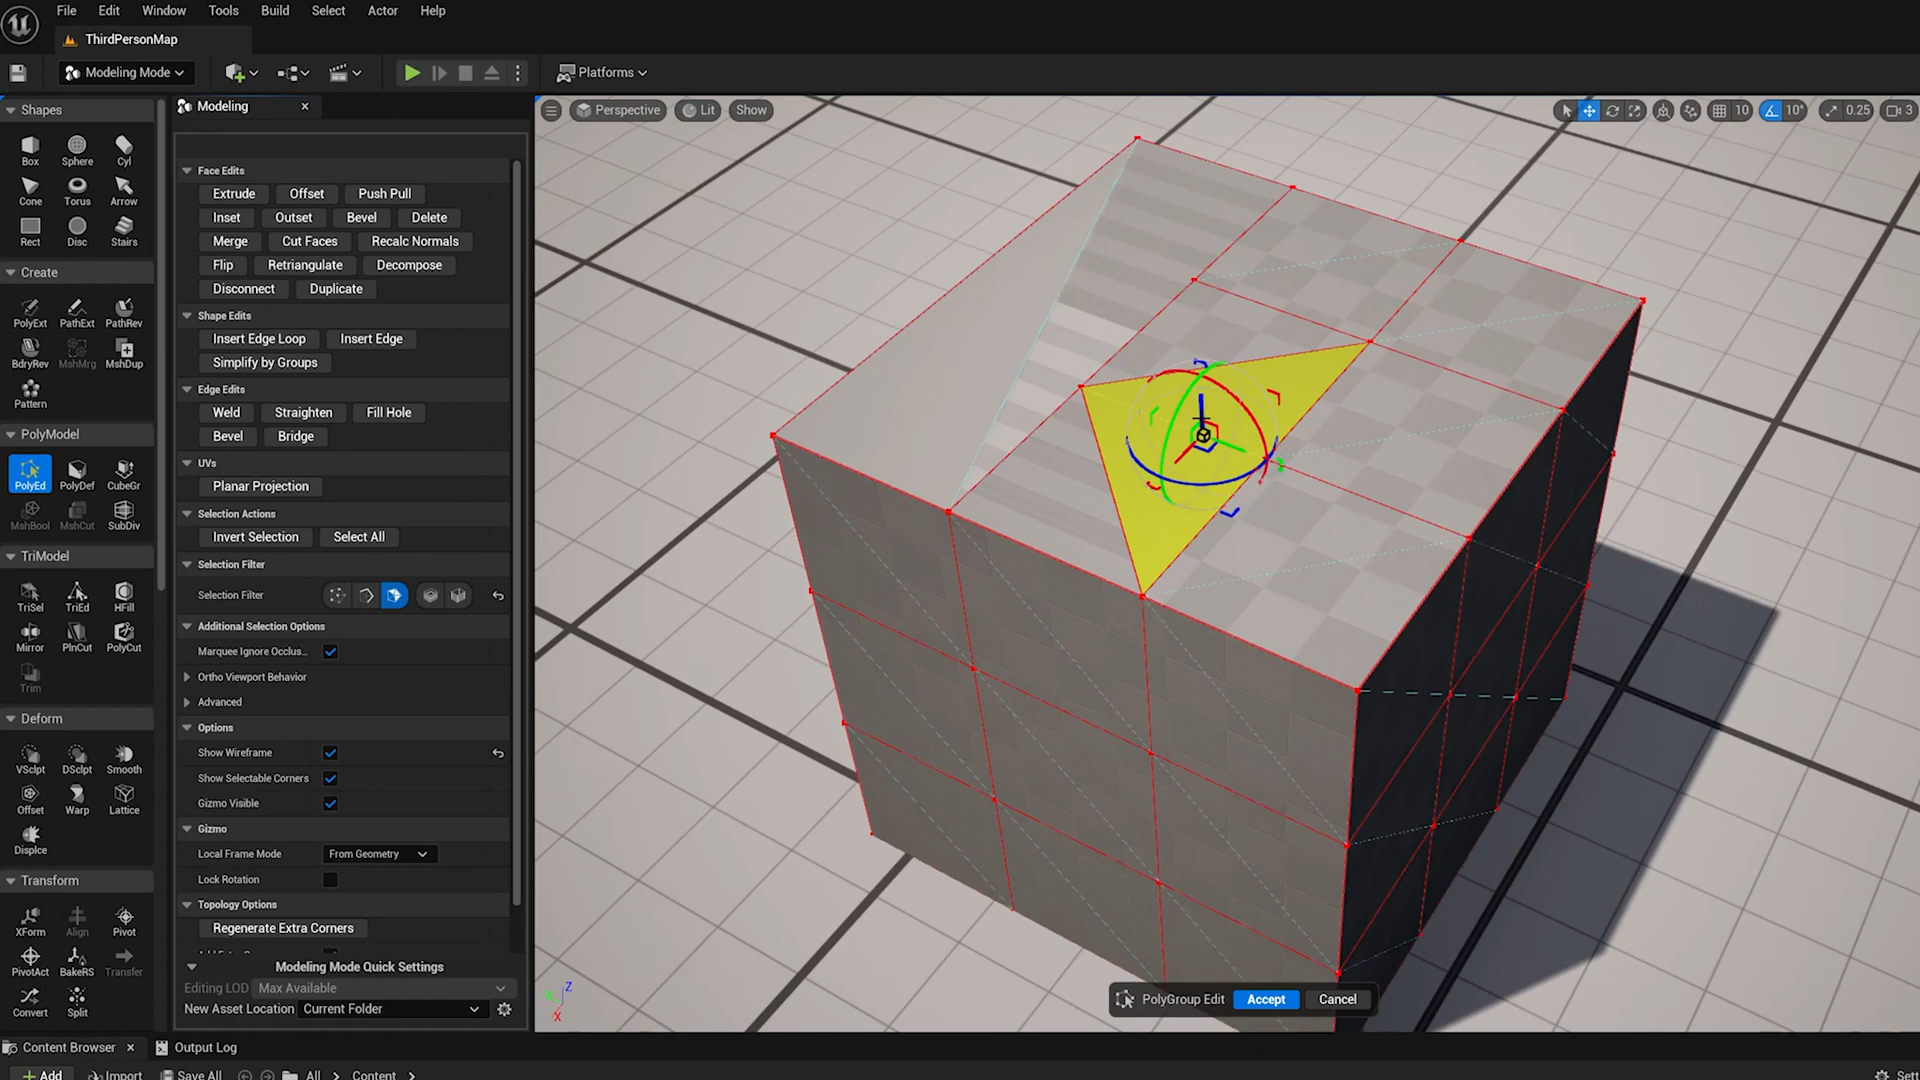 File Edit Window Tools Build Select Actor Help
ThirdPersonMap
Modeling Mode
Platforms
Shapes
Box Sphere Cyl
Cone Torus Arrow
Rect Disc Stairs
Create
PolyExt PathExt PathRev
BdryRev MshMrg MshDup
Pattern
PolyModel
PolyEd PolyDef CubeGr
MshBool MshCut SubDiv
TriModel
TriSel TriEd HFill
Mirror PlnCut PolyCut
Trim
Deform
VSclpt DSclpt Smooth
Offset Warp Lattice
Displce
Transform
XForm Align Pivot
PivotAct BakeRS Transfer
Convert Split
Modeling
Face Edits
Extrude Offset Push Pull
Inset Outset Bevel Delete
Merge Cut Faces Recalc Normals
Flip Retriangulate Decompose
Disconnect Duplicate
Shape Edits
Insert Edge Loop Insert Edge
Simplify by Groups
Edge Edits
Weld Straighten Fill Hole
Bevel Bridge
UVs
Planar Projection
Selection Actions
Invert Selection Select All
Selection Filter
Selection Filter
Additional Selection Options
Marquee Ignore Occlus...
Ortho Viewport Behavior
Advanced
Options
Show Wireframe
Show Selectable Corners
Gizmo Visible
Gizmo
Local Frame Mode From Geometry
Lock Rotation
Topology Options
Regenerate Extra Corners
Modeling Mode Quick Settings
Editing LOD Max Available
New Asset Location Current Folder
Perspective Lit Show
10 10° 0.25 3
Z
X
PolyGroup Edit Accept Cancel
Content Browser Output Log
Add Import Save All All Content
Sett